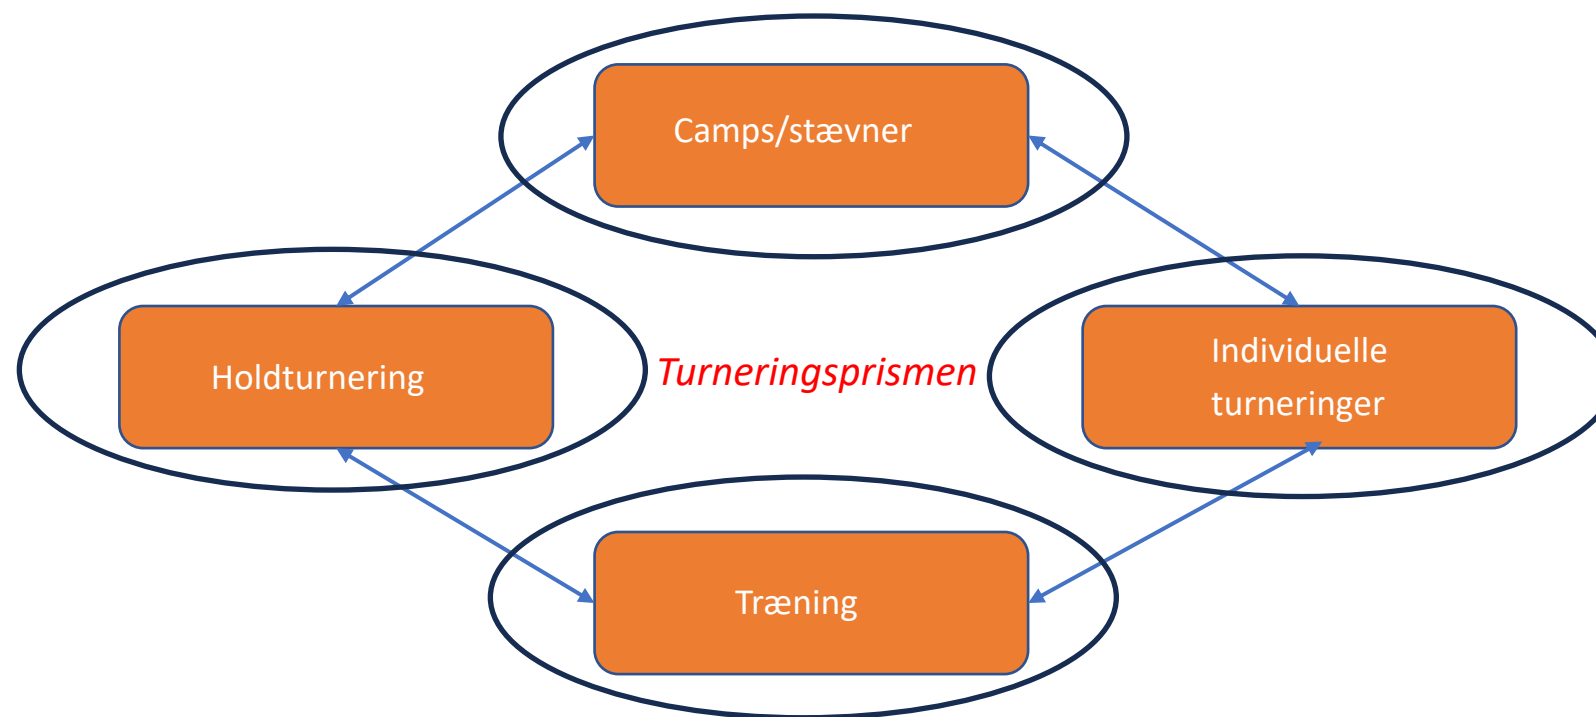 Camps/stævner
Holdturnering
Turneringsprismen
Individuelle
turneringer
Træning